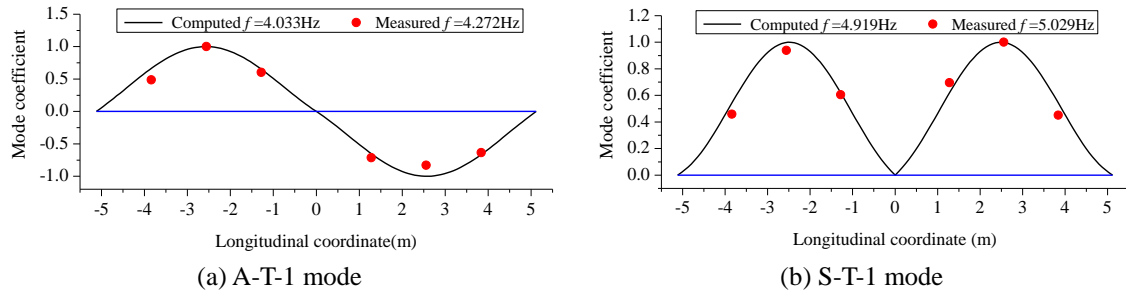 Computed f=4.033Hz Measured f=4.272Hz
Mode coefficient
1.5
1.0
0.5
0.0
-0.5
-1.0
-5 -4 -3 -2 -1 0 1 2 3 4 5
Longitudinal coordinate(m)
(a) A-T-1 mode
Computed f=4.919Hz Measured f=5.029Hz
Mode coefficient
1.2
1.0
0.8
0.6
0.4
0.2
0.0
-5 -4 -3 -2 -1 0 1 2 3 4 5
Longitudinal coordinate (m)
(b) S-T-1 mode